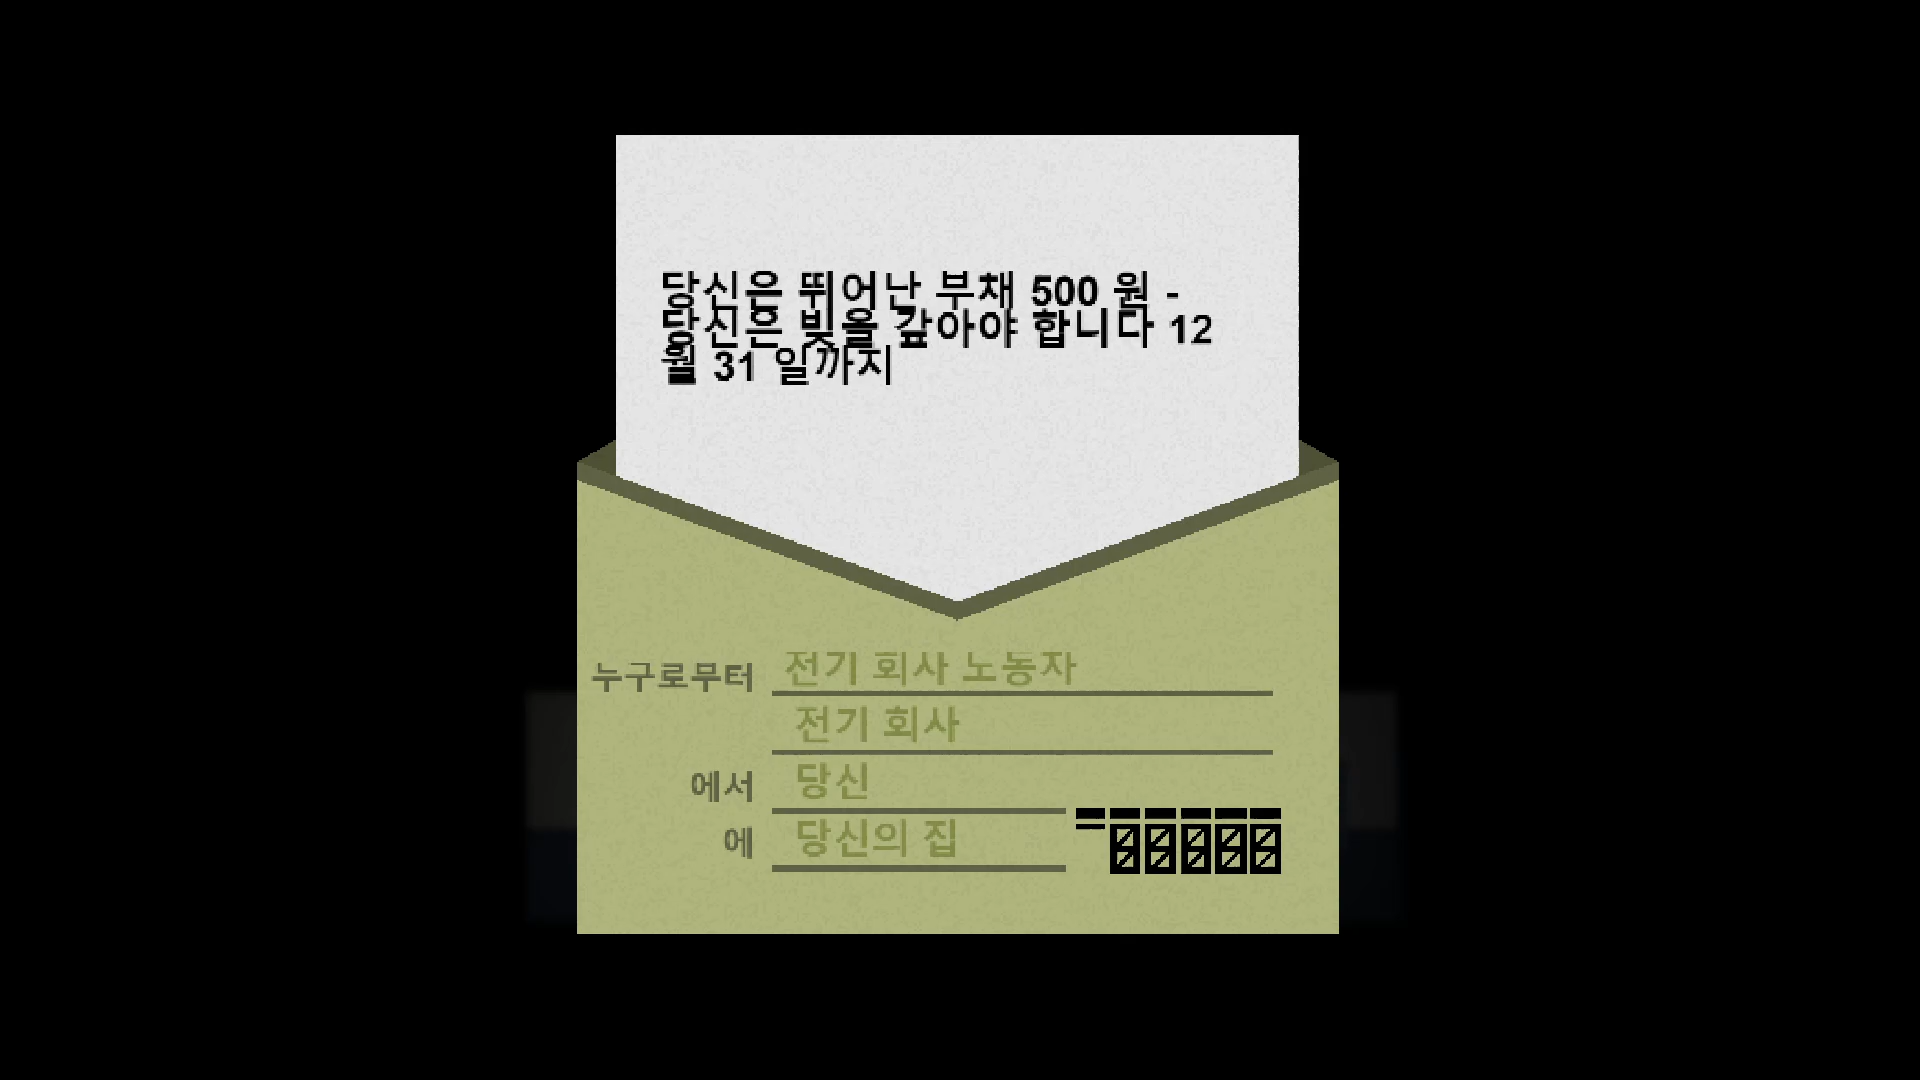 당신은 뛰어난 부채 500 원 -
당신은 빚을 갚아야 합니다 12
월 31 일까지
누구로부터 전기 회사 노동자
전기 회사
에서 당신
에 당신의 집